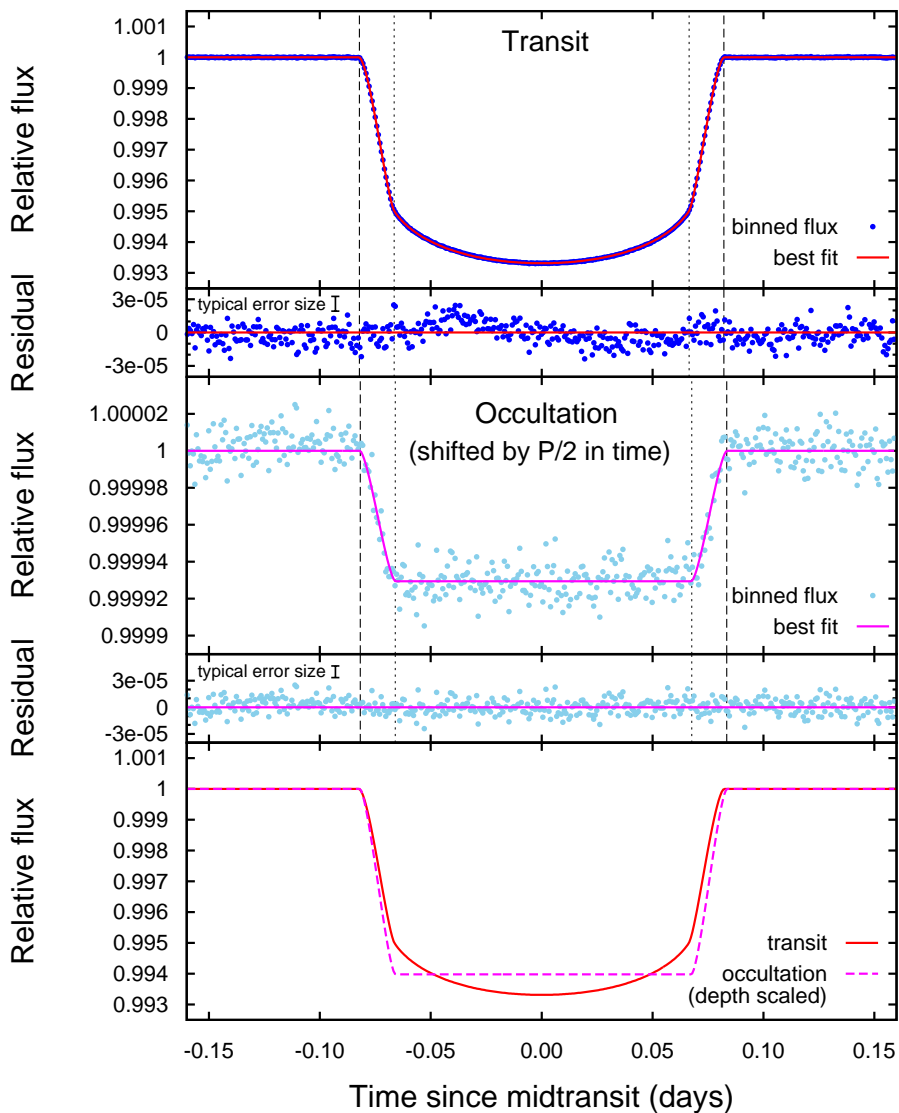 Relative flux
1.001
1
0.999
0.998
0.997
0.996
0.995
0.994
0.993
Transit
binned flux
best fit
Residual
3e-05
0
-3e-05
typical error size
Relative flux
1.00002
1
0.99998
0.99996
0.99994
0.99992
0.9999
Occultation
(shifted by P/2 in time)
binned flux
best fit
Residual
3e-05
0
-3e-05
typical error size
Relative flux
1.001
1
0.999
0.998
0.997
0.996
0.995
0.994
0.993
transit
occultation
(depth scaled)
-0.15 -0.10 -0.05 0.00 0.05 0.10 0.15
Time since midtransit (days)